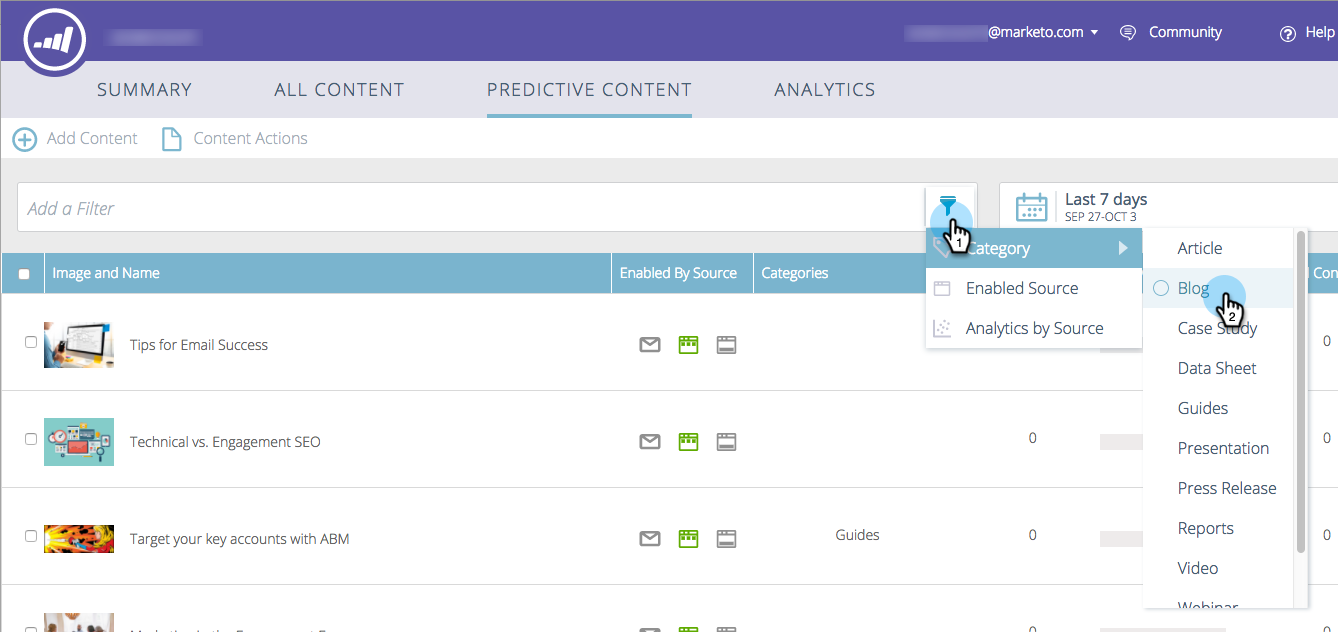 @marketo.com
Community
Help
SUMMARY
ALL CONTENT
PREDICTIVE CONTENT
ANALYTICS
Add Content
Content Actions
Add a Filter
Last 7 days
SEP 27-OCT 3
Image and Name
Enabled By Source
Categories
Con
Category
Enabled Source
Analytics by Source
Article
Blog
Case Study
Data Sheet
Guides
Presentation
Press Release
Reports
Video
Webinar
1
2
Tips for Email Success
0
Technical vs. Engagement SEO
0
0
Target your key accounts with ABM
Guides
0
0
0
0